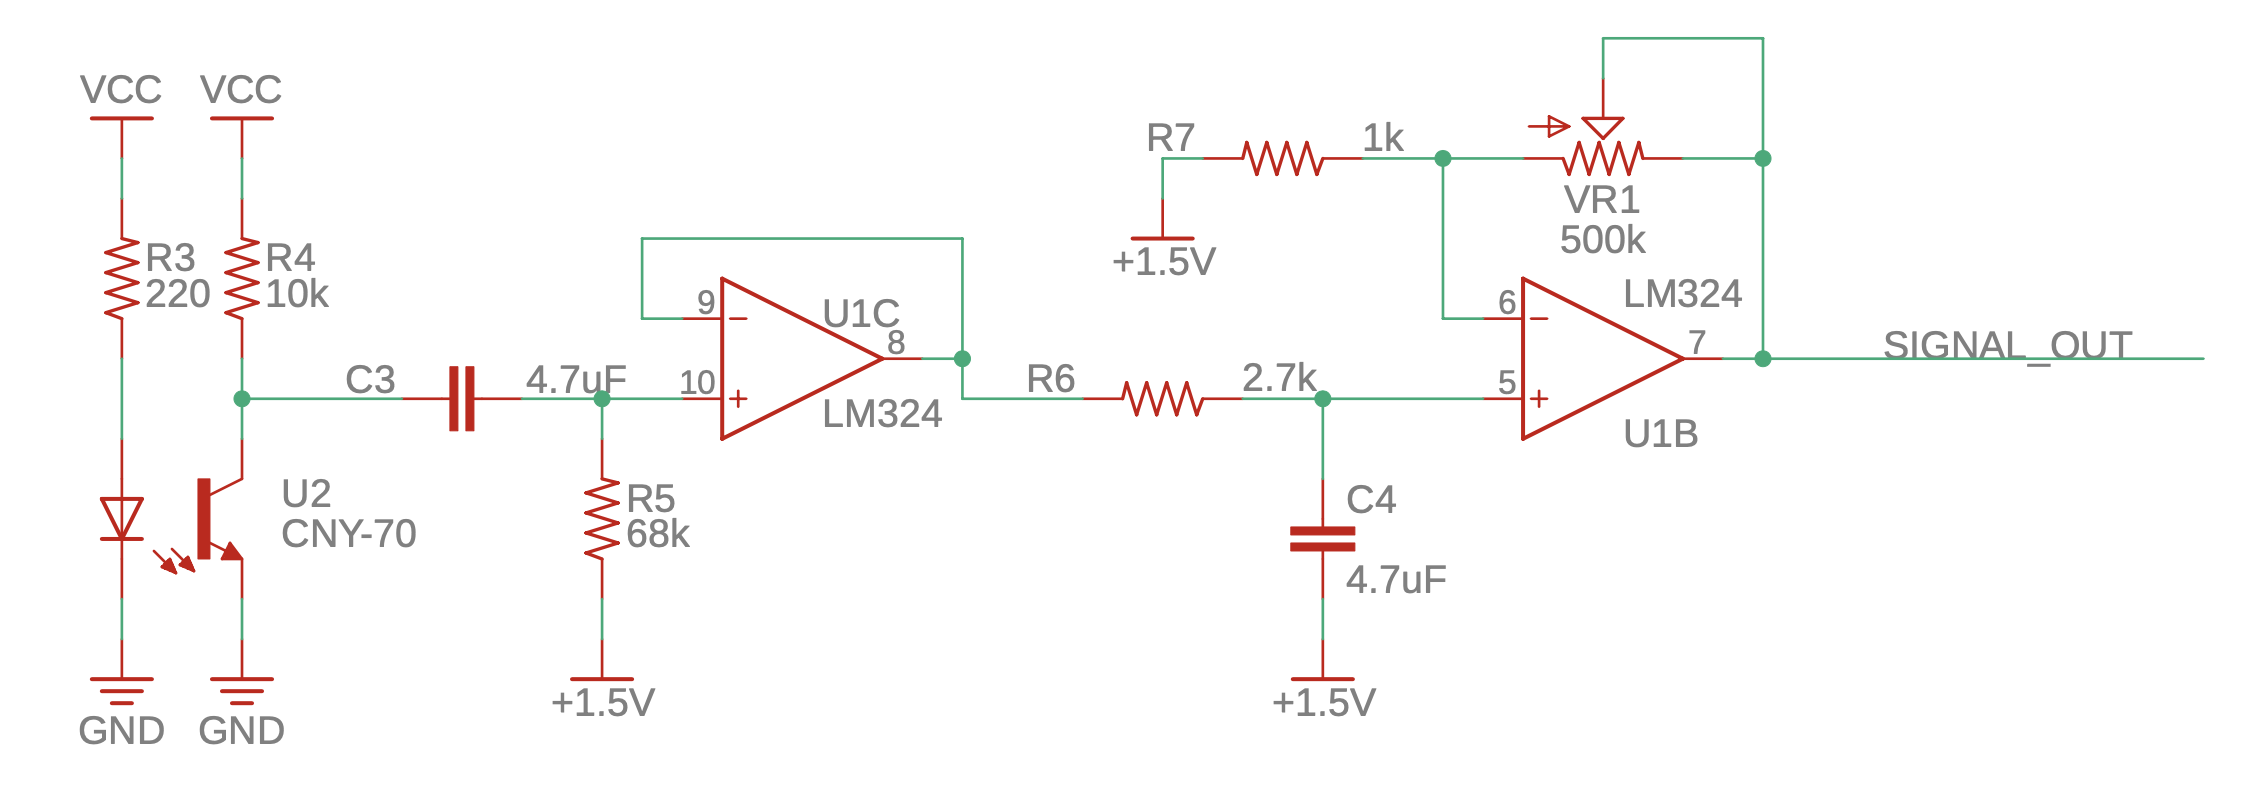 VCC VCC
R7 1k
VR1
500k
+1.5V
R3 R4
220 10k
9 U1C 8
10 LM324
C3 4.7uF
R6 2.7k
6 LM324
7 SIGNAL_OUT
5 U1B
U2
CNY-70
R5
68k
C4
4.7uF
+1.5V +1.5V
GND GND